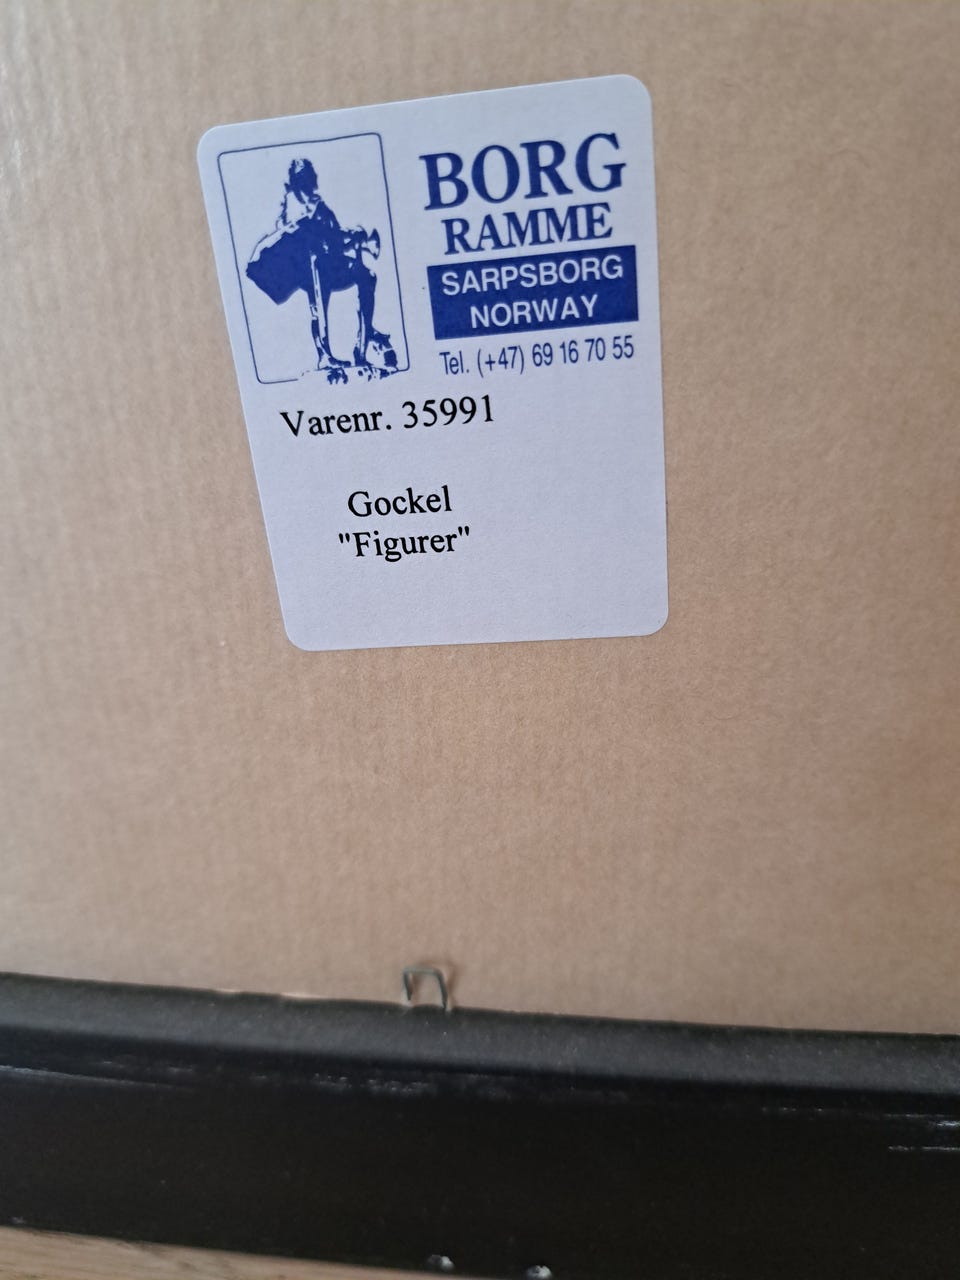 BORG
RAMME
SARPSBORG
NORWAY
Tel. (+47) 69 16 70 55
Varenr. 35991
Gockel
"Figurer"